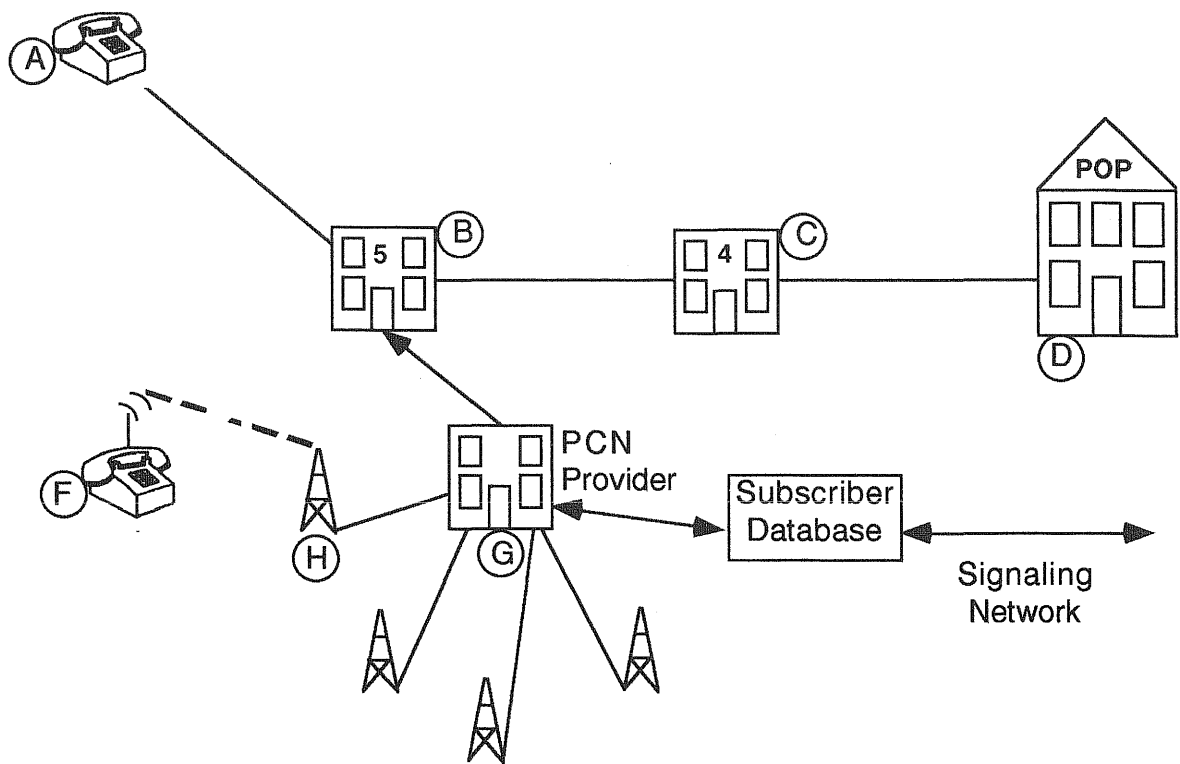 A
POP
B
C
5
4
D
PCN
Provider
F
Subscriber
Database
H
G
Signaling
Network